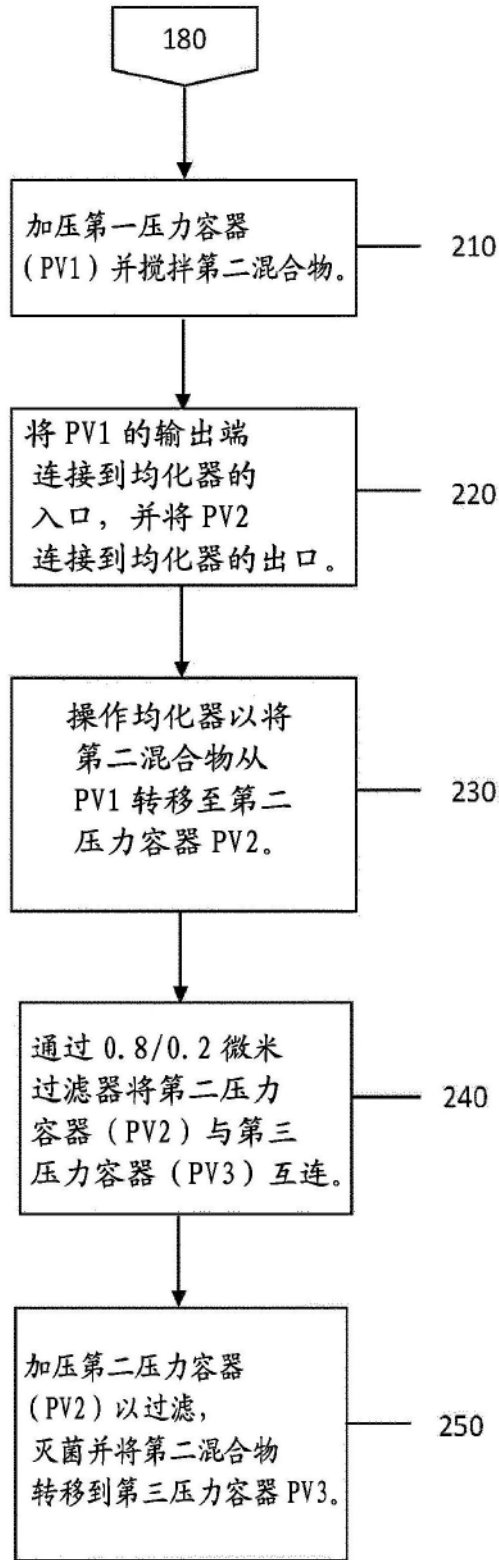 180
加压第一压力容器
(PV1)并搅拌第二混合物。
210
将 PV1 的输出端
连接到均化器的
入口，并将 PV2
连接到均化器的出口。
220
操作均化器以将
第二混合物从
PV1 转移至第二
压力容器 PV2。
230
通过 0.8/0.2 微米
过滤器将第二压力
容器（PV2）与第三
压力容器（PV3）互连。
240
加压第二压力容器
（PV2）以过滤，
灭菌并将第二混合物
转移到第三压力容器 PV3。
250